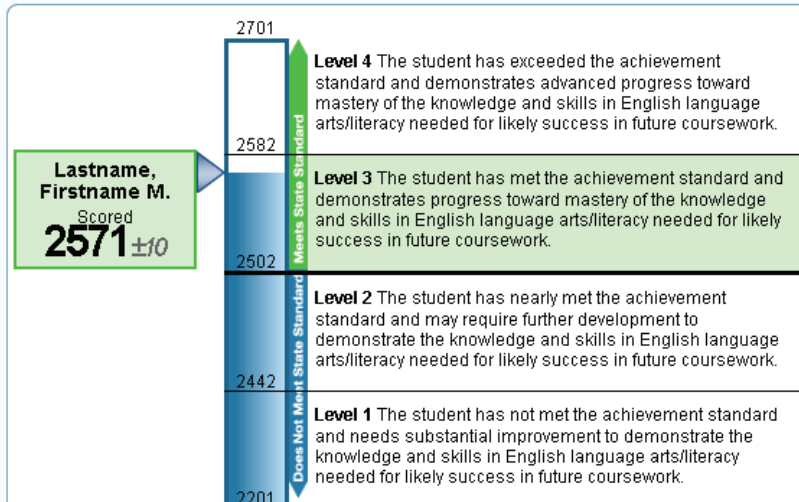 2701
Level 4 The student has exceeded the achievement
standard and demonstrates advanced progress toward
mastery of the knowledge and skills in English language
arts/literacy needed for likely success in future coursework.
2582
Lastname,
Firstname M.
Scored
2571 ±10
Meets State Standard
Level 3 The student has met the achievement standard and
demonstrates progress toward mastery of the knowledge
and skills in English language arts/literacy needed for likely
success in future coursework.
2502
Does Not Meet State Standard
Level 2 The student has nearly met the achievement
standard and may require further development to
demonstrate the knowledge and skills in English language
arts/literacy needed for likely success in future coursework.
2442
Level 1 The student has not met the achievement standard
and needs substantial improvement to demonstrate the
knowledge and skills in English language arts/literacy
needed for likely success in future coursework.
2201